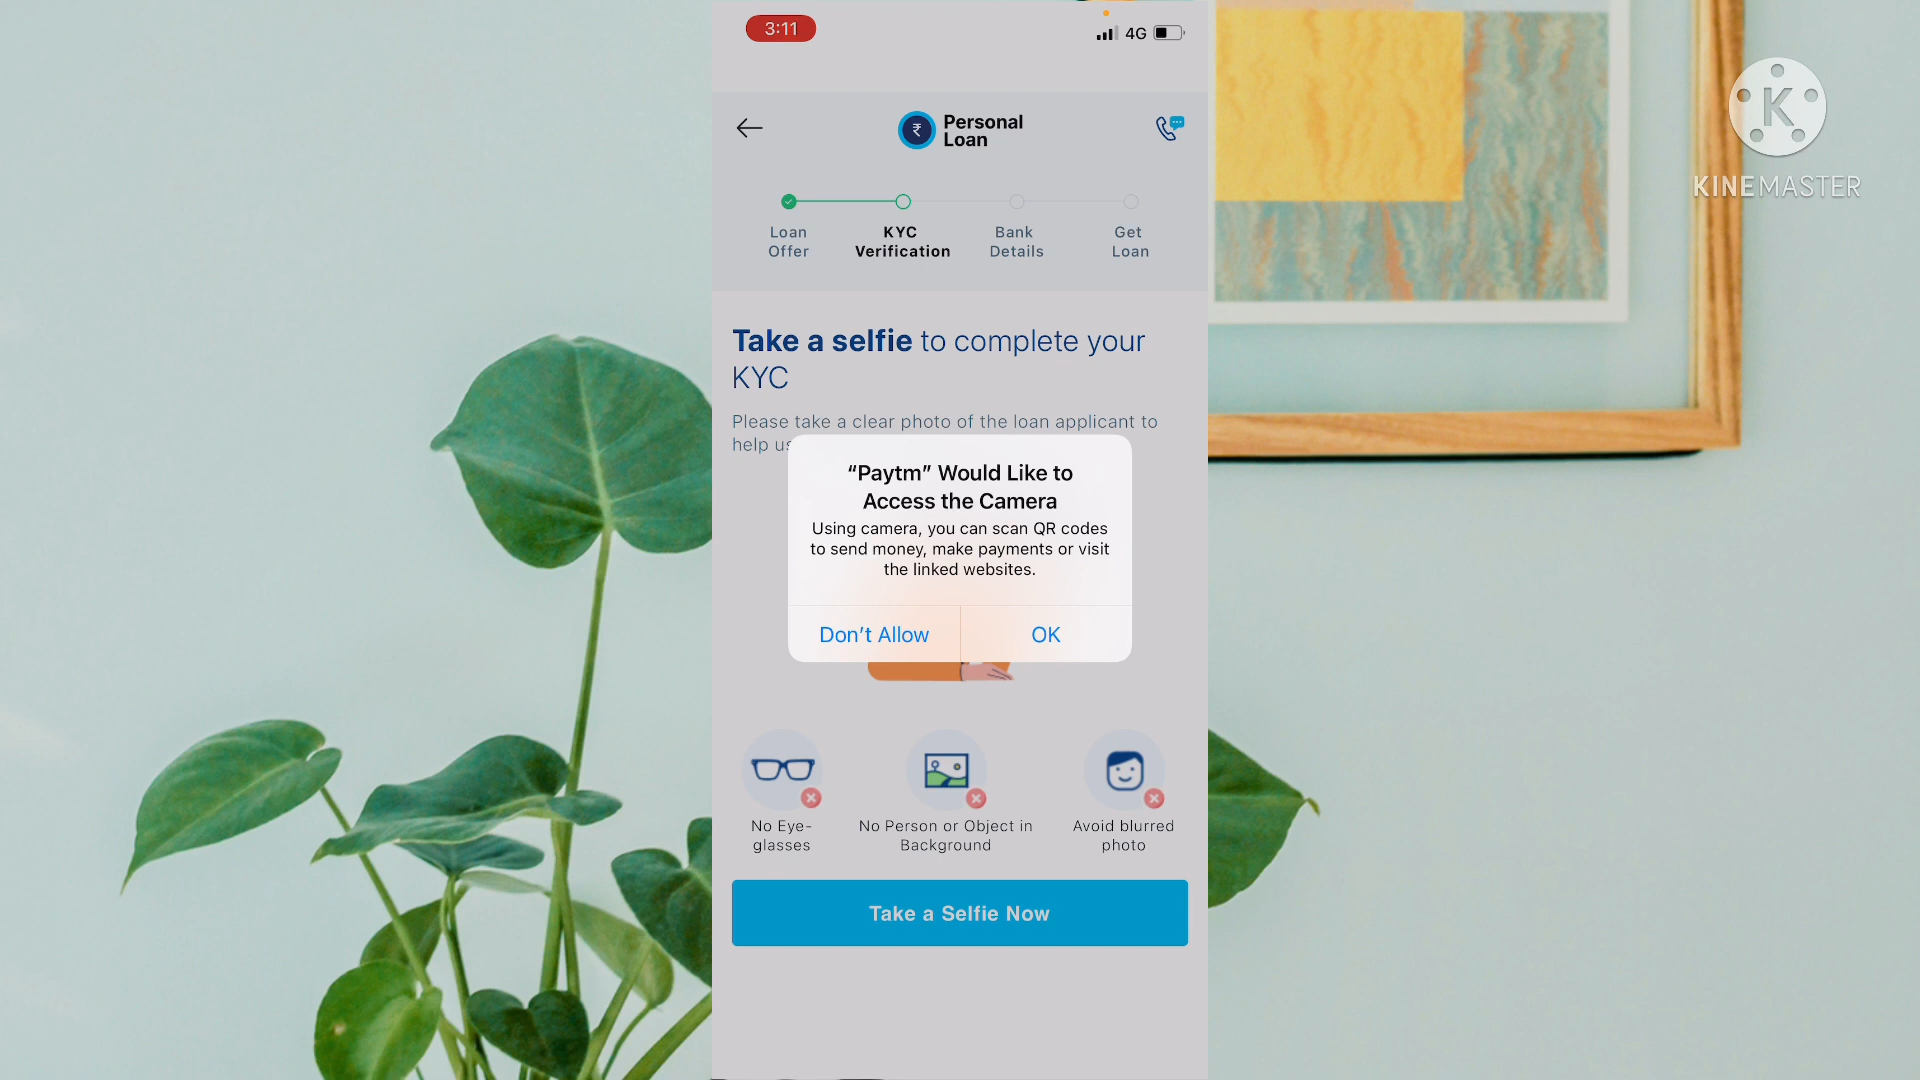 3:11
4G
KINEMASTER
Personal
Loan
Loan
Offer
KYC
Verification
Bank
Details
Get
Loan
Take a selfie to complete your
KYC
Please take a clear photo of the loan applicant to
help us
“Paytm” Would Like to
Access the Camera
Using camera, you can scan QR codes
to send money, make payments or visit
the linked websites.
Don’t Allow
OK
No Eye-
glasses
No Person or Object in
Background
Avoid blurred
photo
Take a Selfie Now